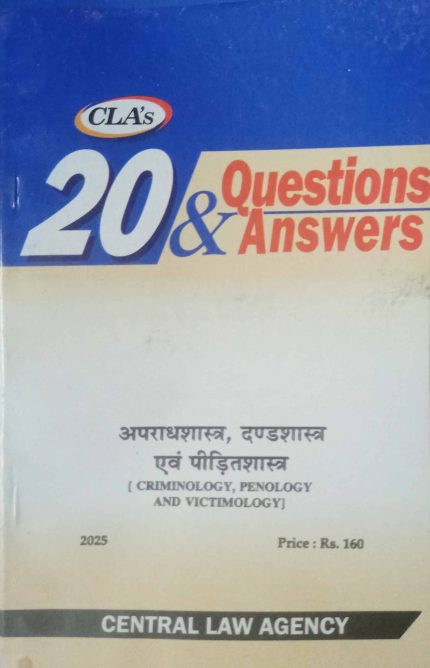 CLA's
20 & Questions
Answers
अपराधशास्त्र, दण्डशास्त्र
एवं पीड़ितशास्त्र
[ CRIMINOLOGY, PENOLOGY
AND VICTIMOLOGY]
2025 Price : Rs. 160
CENTRAL LAW AGENCY